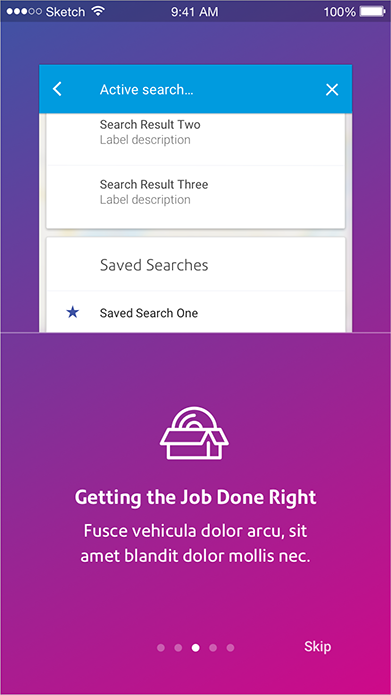 Sketch 9:41 AM 100%
Active search...
Search Result Two
Label description
Search Result Three
Label description
Saved Searches
Saved Search One
Getting the Job Done Right
Fusce vehicula dolor arcu, sit
amet blandit dolor mollis nec.
Skip